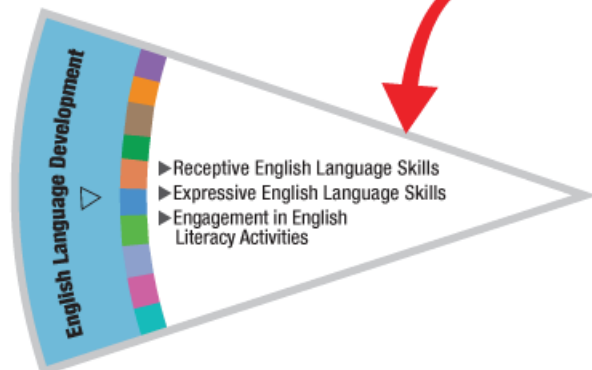 English Language Development
▶Receptive English Language Skills
▶Expressive English Language Skills
▶Engagement in English
Literacy Activities